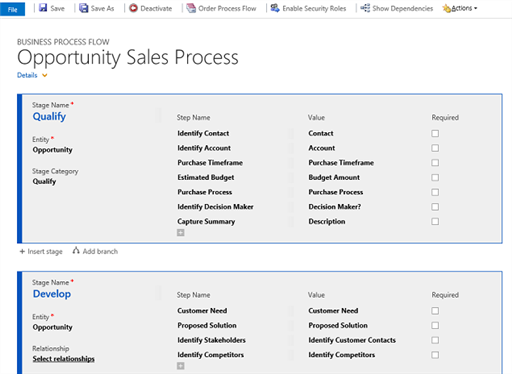 File Save Save As Deactivate Order Process Flow Enable Security Roles Show Dependencies Actions
BUSINESS PROCESS FLOW
Opportunity Sales Process
Details
Stage Name *
Qualify
Entity *
Opportunity
Stage Category
Qualify
Step Name Value Required
Identify Contact Contact
Identify Account Account
Purchase Timeframe Purchase Timeframe
Estimated Budget Budget Amount
Purchase Process Purchase Process
Identify Decision Maker Decision Maker?
Capture Summary Description
+ Insert stage Add branch
Stage Name *
Develop
Entity *
Opportunity
Relationship
Select relationships
Step Name Value Required
Customer Need Customer Need
Proposed Solution Proposed Solution
Identify Stakeholders Identify Customer Contacts
Identify Competitors Identify Competitors